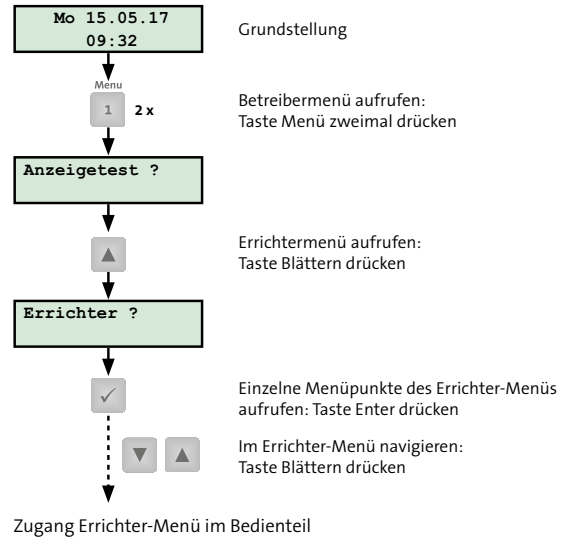 Mo 15.05.17
09:32
Grundstellung
Menu
1
2 x
Betreibermenü aufrufen:
Taste Menü zweimal drücken
Anzeigetest ?
Errichtermenü aufrufen:
Taste Blättern drücken
Errichter ?
Einzelne Menüpunkte des Errichter-Menüs
aufrufen: Taste Enter drücken
Im Errichter-Menü navigieren:
Taste Blättern drücken
Zugang Errichter-Menü im Bedienteil